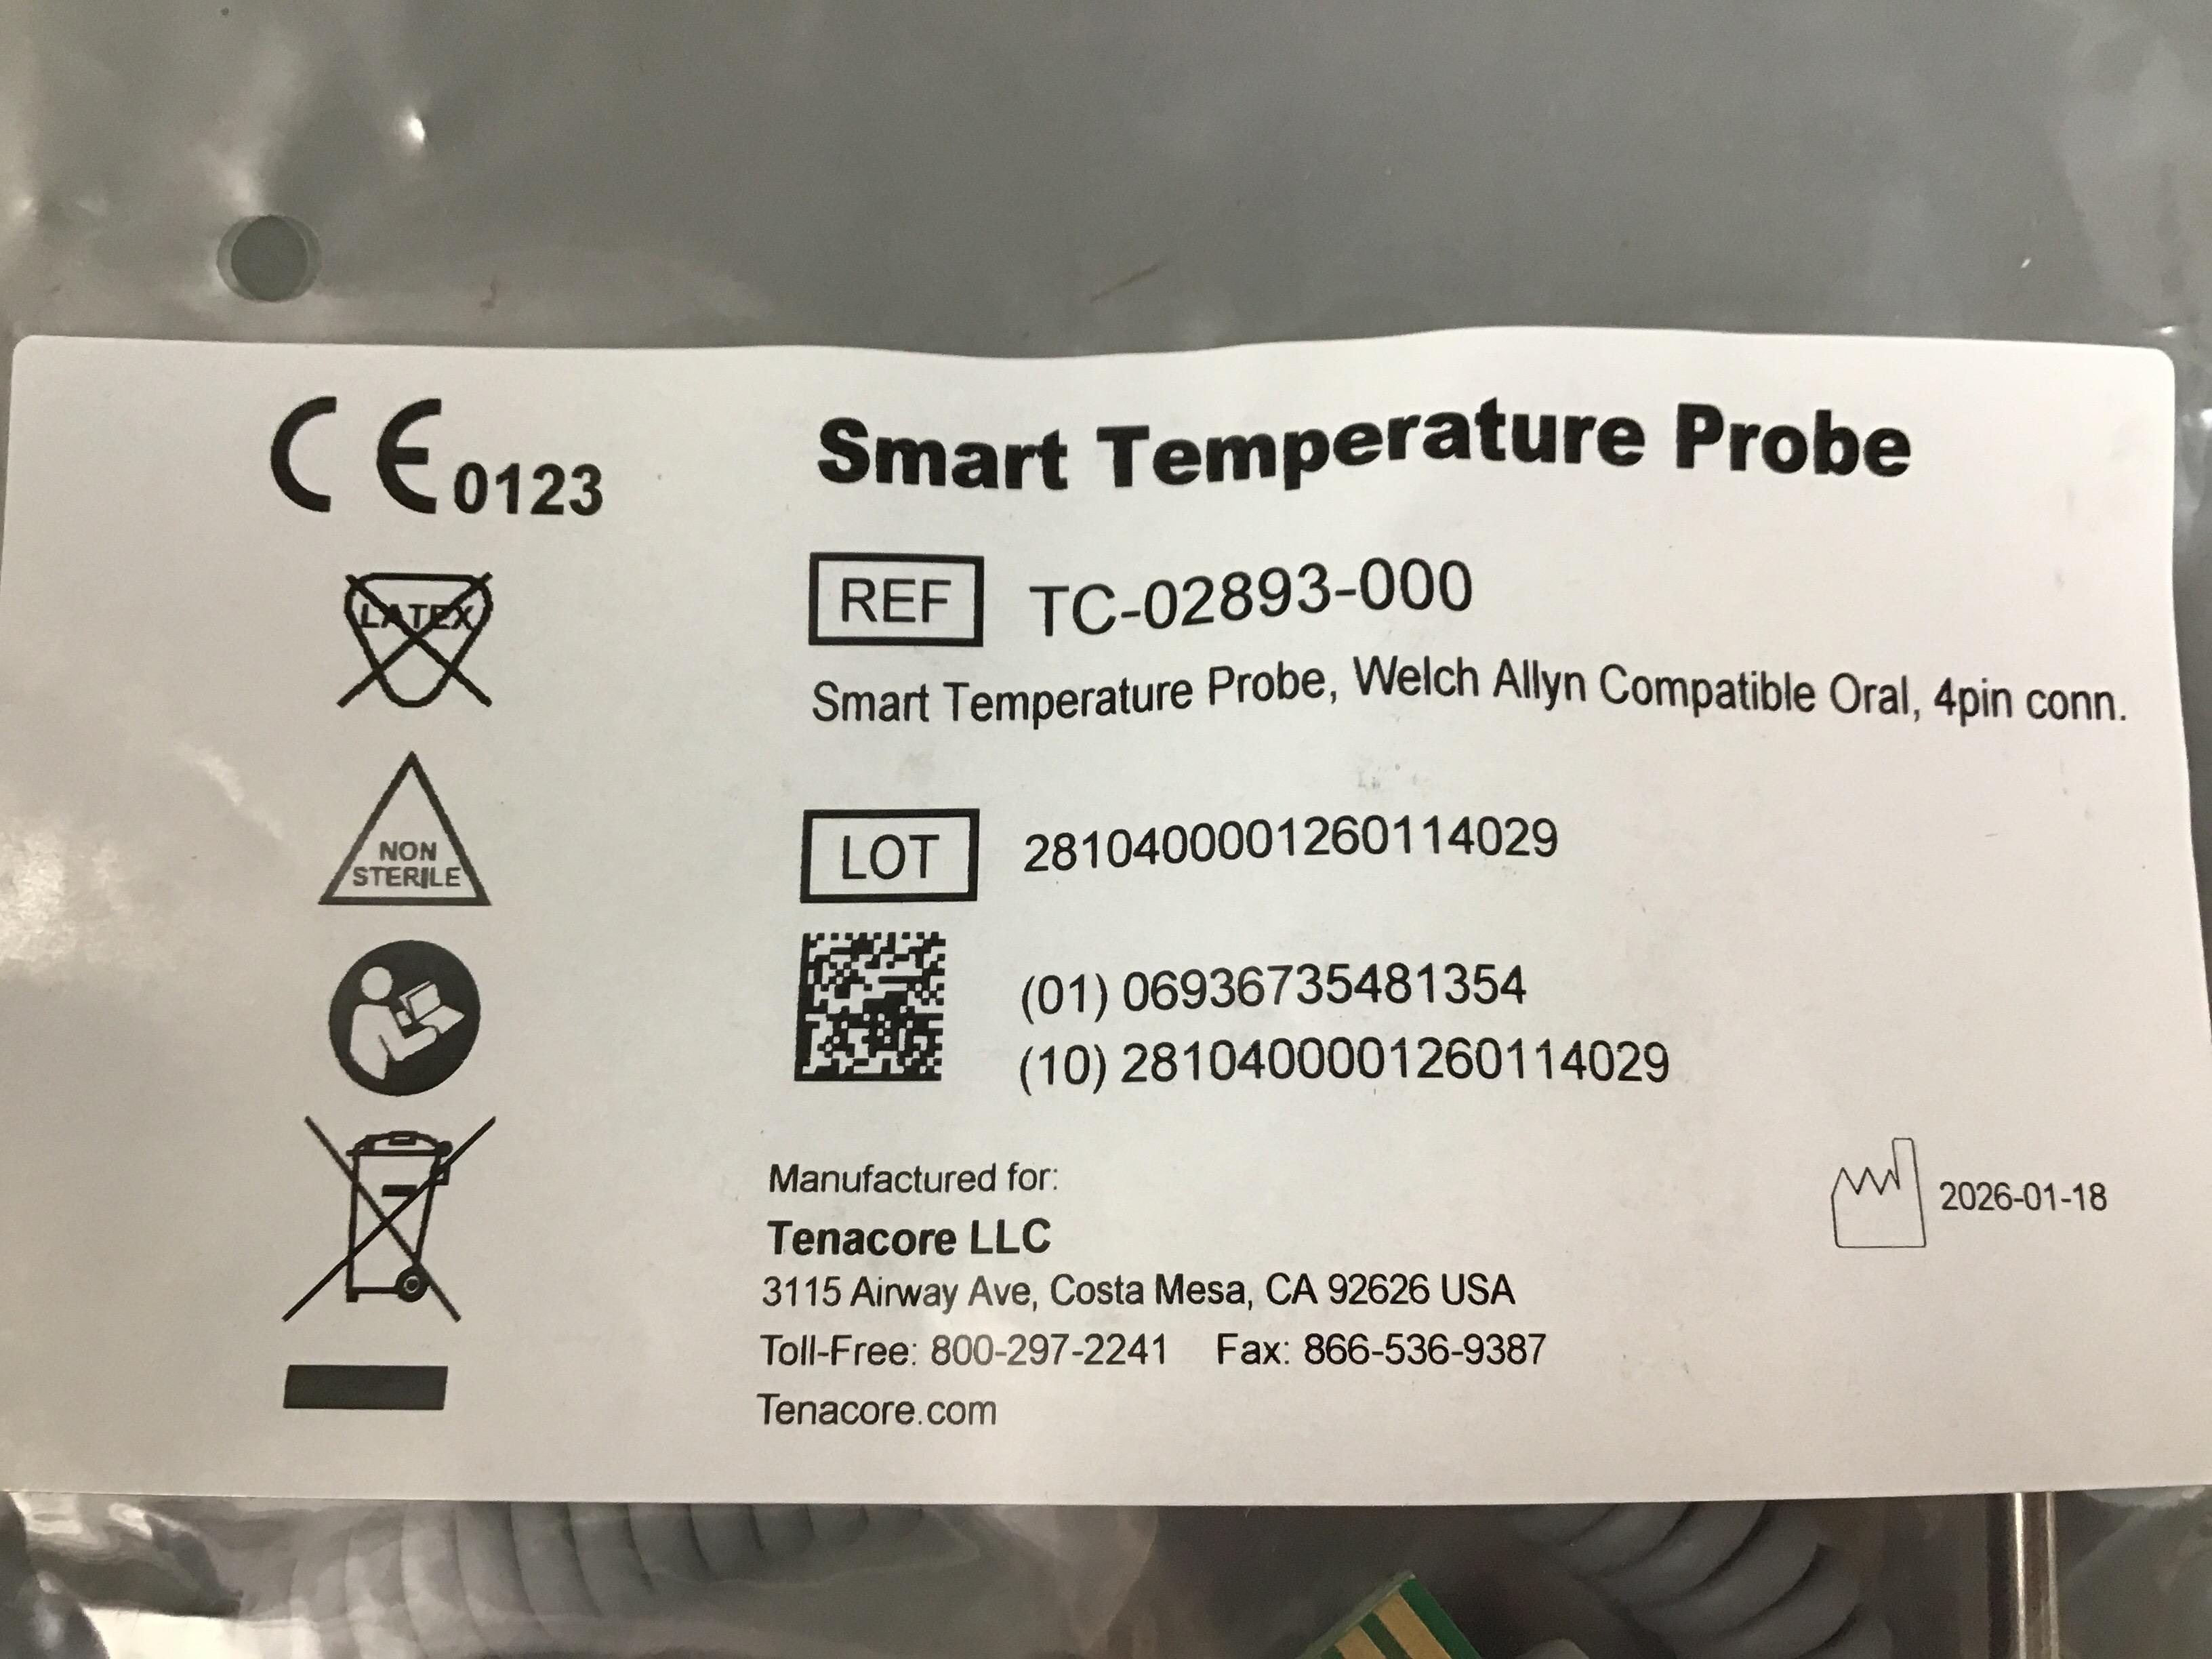 CE 0123
Smart Temperature Probe
LATEX
REF TC-02893-000
Smart Temperature Probe, Welch Allyn Compatible Oral, 4pin conn.
NON
STERILE
LOT 2810400001260114029
(01) 06936735481354
(10) 2810400001260114029
Manufactured for:
Tenacore LLC
3115 Airway Ave, Costa Mesa, CA 92626 USA
Toll-Free: 800-297-2241 Fax: 866-536-9387
Tenacore.com
2026-01-18